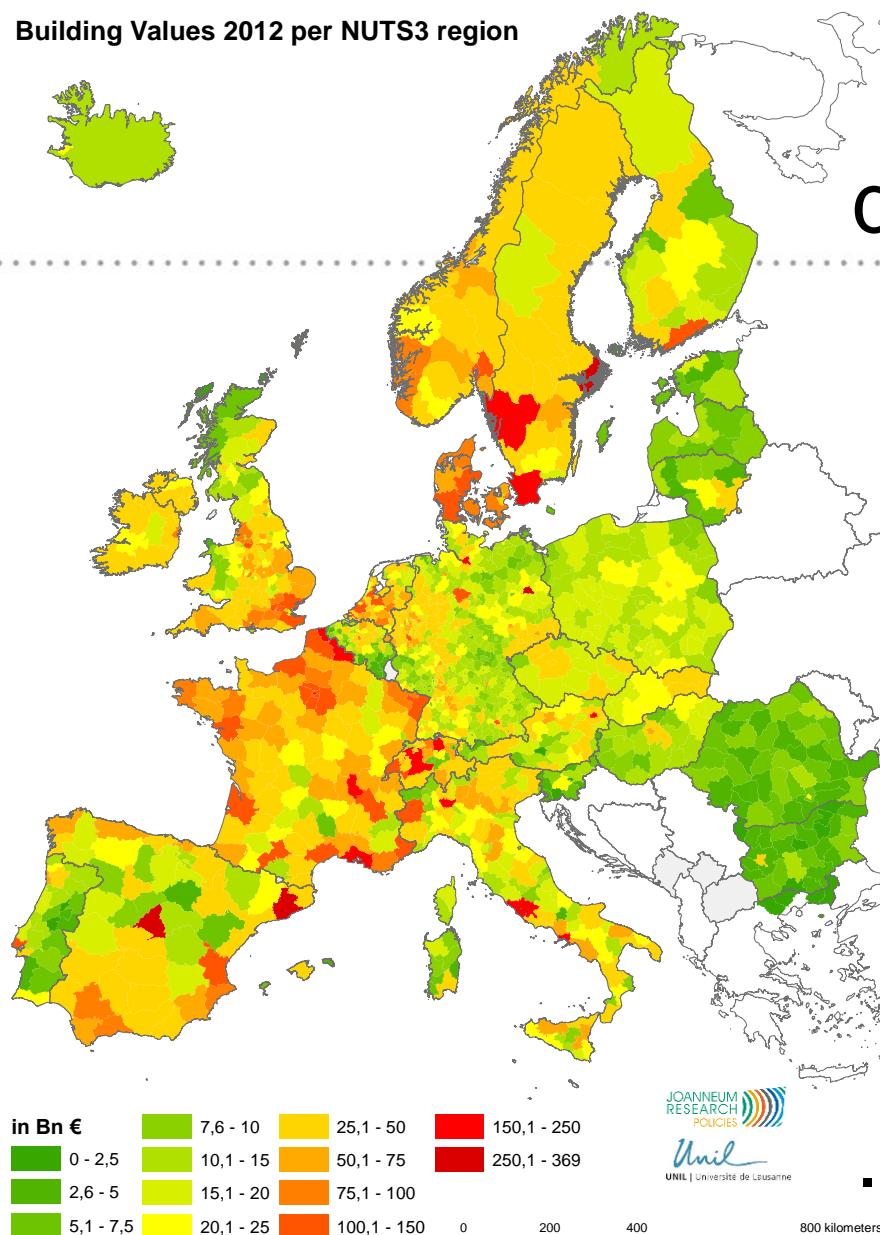 Building Values 2012 per NUTS3 region
C
in Bn €
0 - 2,5
2,6 - 5
5,1 - 7,5
7,6 - 10
10,1 - 15
15,1 - 20
20,1 - 25
25,1 - 50
50,1 - 75
75,1 - 100
100,1 - 150
150,1 - 250
250,1 - 369
0 200 400 800 kilometers
JOANNEUM
RESEARCH
POLICIES
Unil
UNIL | Université de Lausanne